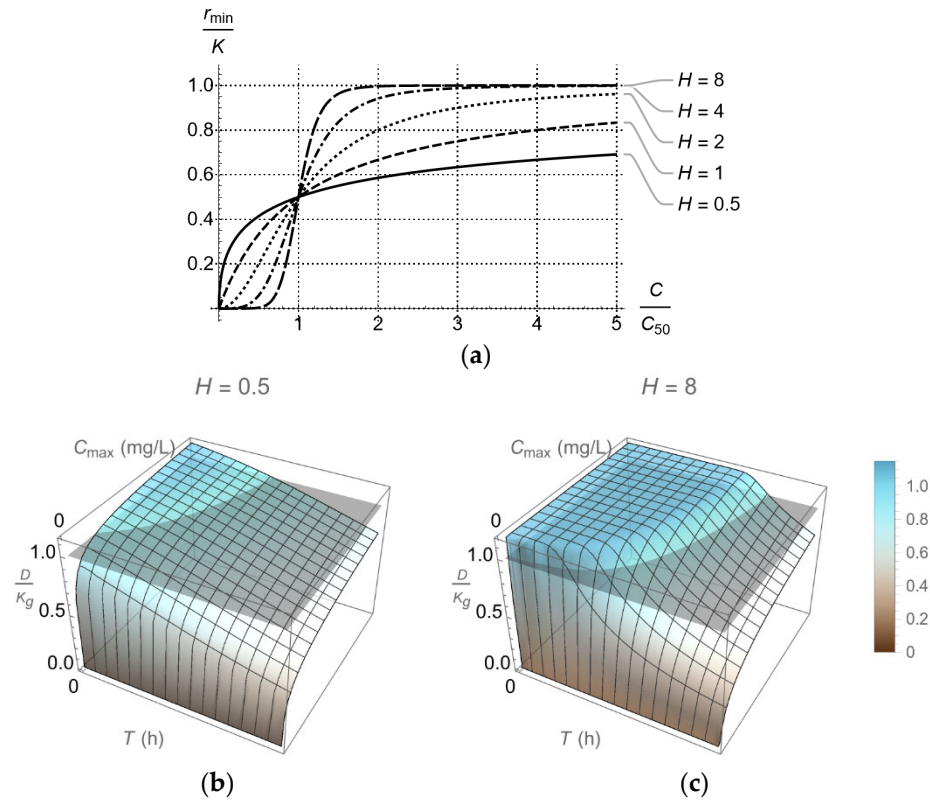 r_min
K
1.0
0.8
0.6
0.4
0.2
1
2
3
4
5
C
C_50
H = 8
H = 4
H = 2
H = 1
H = 0.5
(a)
H = 0.5
C_max (mg/L)
0
1.0
D
K_g
0.5
0.0
0
T (h)
(b)
H = 8
C_max (mg/L)
0
1.0
D
K_g
0.5
0.0
0
T (h)
(c)
1.0
0.8
0.6
0.4
0.2
0